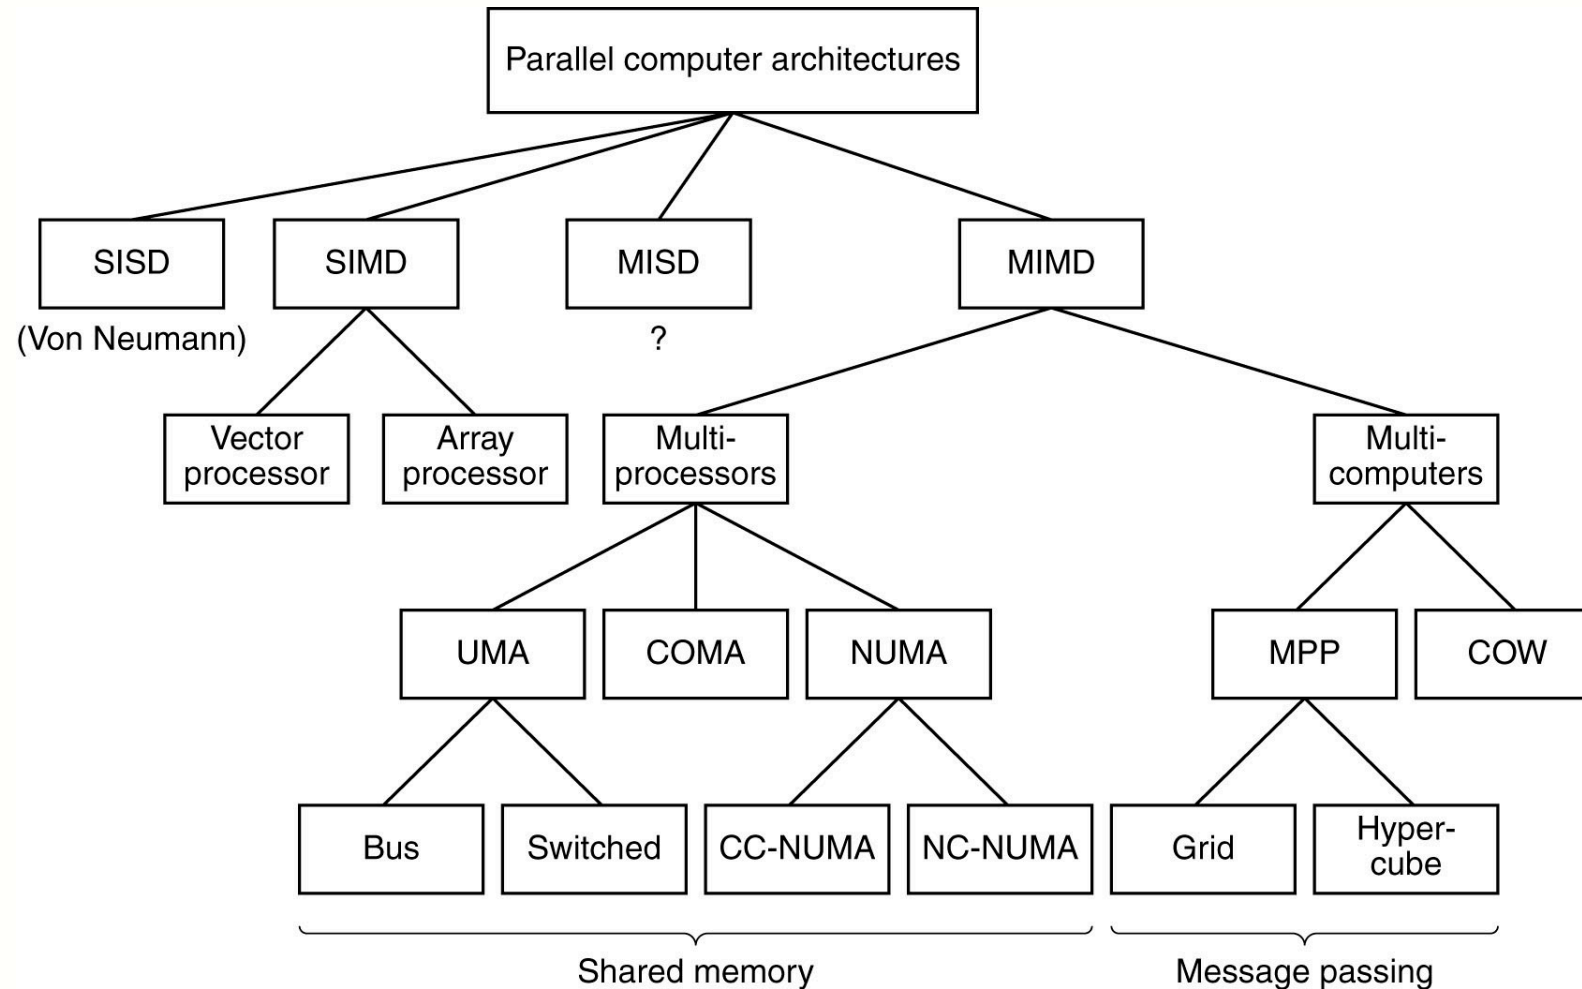 Parallel computer architectures
SISD
SIMD
MISD
MIMD
(Von Neumann)
?
Vector
processor
Array
processor
Multi-
processors
Multi-
computers
UMA
COMA
NUMA
MPP
COW
Bus
Switched
CC-NUMA
NC-NUMA
Grid
Hyper-
cube
Shared memory
Message passing